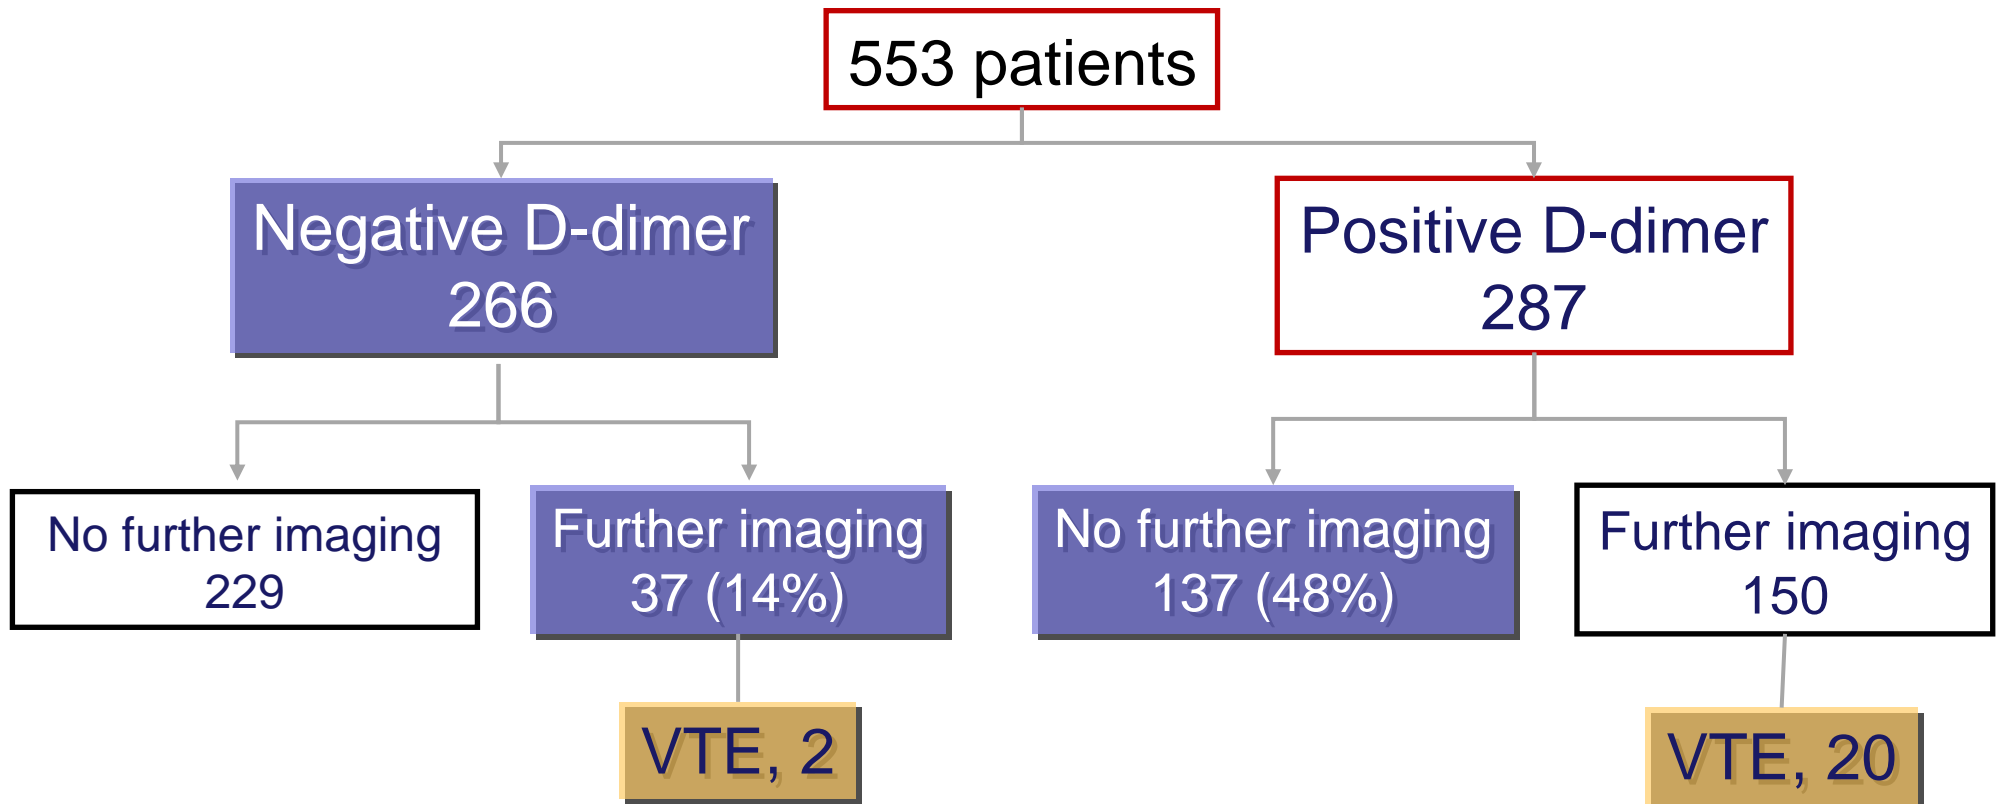 553 patients
Negative D-dimer
266
Positive D-dimer
287
No further imaging
229
Further imaging
37 (14%)
No further imaging
137 (48%)
Further imaging
150
VTE, 2
VTE, 20